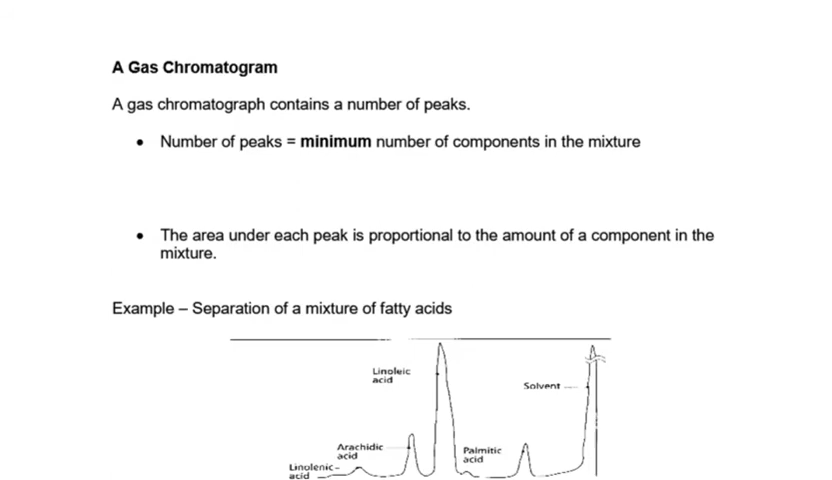 A Gas Chromatogram
A gas chromatograph contains a number of peaks.
• Number of peaks = minimum number of components in the mixture
• The area under each peak is proportional to the amount of a component in the
mixture.
Example – Separation of a mixture of fatty acids
Linoleic
acid
Solvent
Arachidic
acid
Palmitic
acid
Linolenic
acid